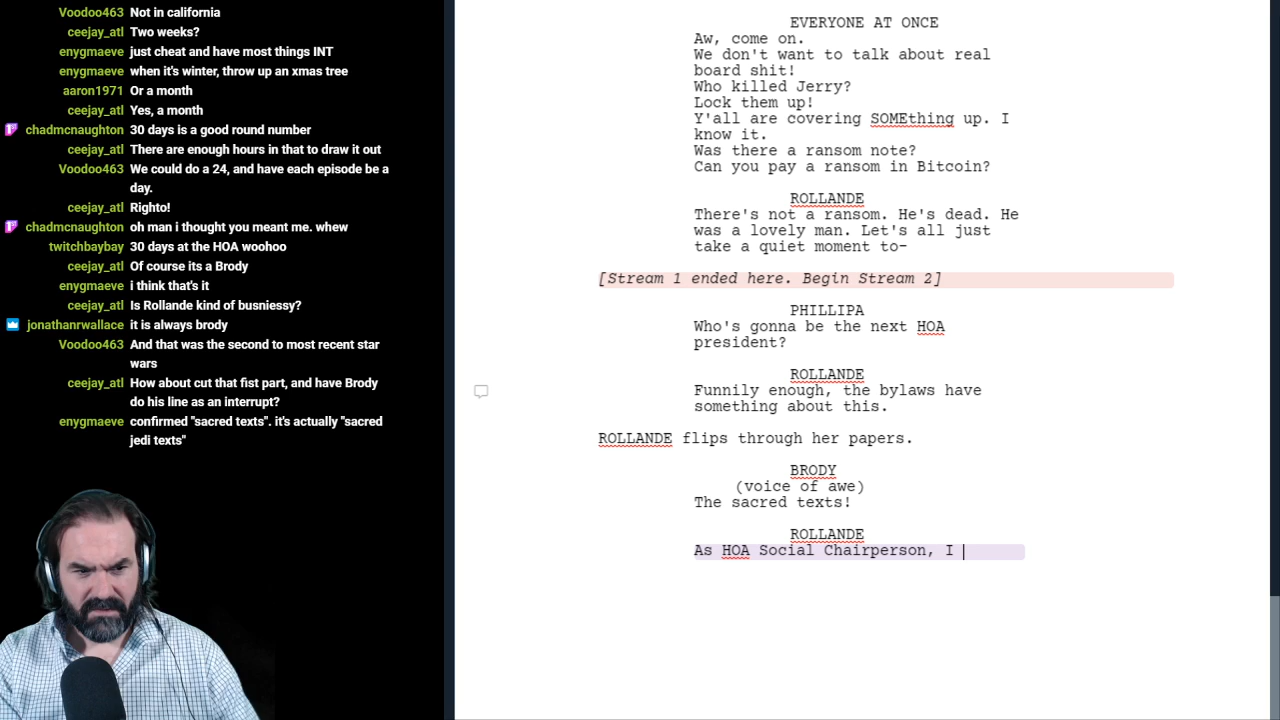 Voodoo463 Not in california
ceejay_atl Two weeks?
enygmaeve just cheat and have most things INT
enygmaeve when it's winter, throw up an xmas tree
aaron1971 Or a month
ceejay_atl Yes, a month
chadmcnaughton 30 days is a good round number
ceejay_atl There are enough hours in that to draw it out
Voodoo463 We could do a 24, and have each episode be a
day.
ceejay_atl Righto!
chadmcnaughton oh man i thought you meant me. whew
twitchbaybay 30 days at the HOA woohoo
ceejay_atl Of course its a Brody
enygmaeve i think that's it
ceejay_atl Is Rollande kind of busniessy?
jonathanrwallace it is always brody
Voodoo463 And that was the second to most recent star
wars
ceejay_atl How about cut that fist part, and have Brody
do his line as an interrupt?
enygmaeve confirmed "sacred texts". it's actually "sacred
jedi texts"
EVERYONE AT ONCE
Aw, come on.
We don't want to talk about real
board shit!
Who killed Jerry?
Lock them up!
Y'all are covering SOMEthing up. I
know it.
Was there a ransom note?
Can you pay a ransom in Bitcoin?
ROLLANDE
There's not a ransom. He's dead. He
was a lovely man. Let's all just
take a quiet moment to-
[Stream 1 ended here. Begin Stream 2]
PHILLIPA
Who's gonna be the next HOA
president?
ROLLANDE
Funnily enough, the bylaws have
something about this.
ROLLANDE flips through her papers.
BRODY
(voice of awe)
The sacred texts!
ROLLANDE
As HOA Social Chairperson, I